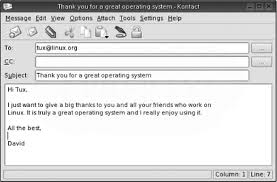 Thank you for a great operating system - Kontact
Message Edit View Options Attach Tools Settings Help
To: tux@linux.org ...
CC: ...
Subject: Thank you for a great operating system
Hi Tux,
I just want to give a big thanks to you and all your friends who work on
Linux. It is truly a great operating system and I really enjoy using it.
All the best,
David
Column: 1 Line: 7